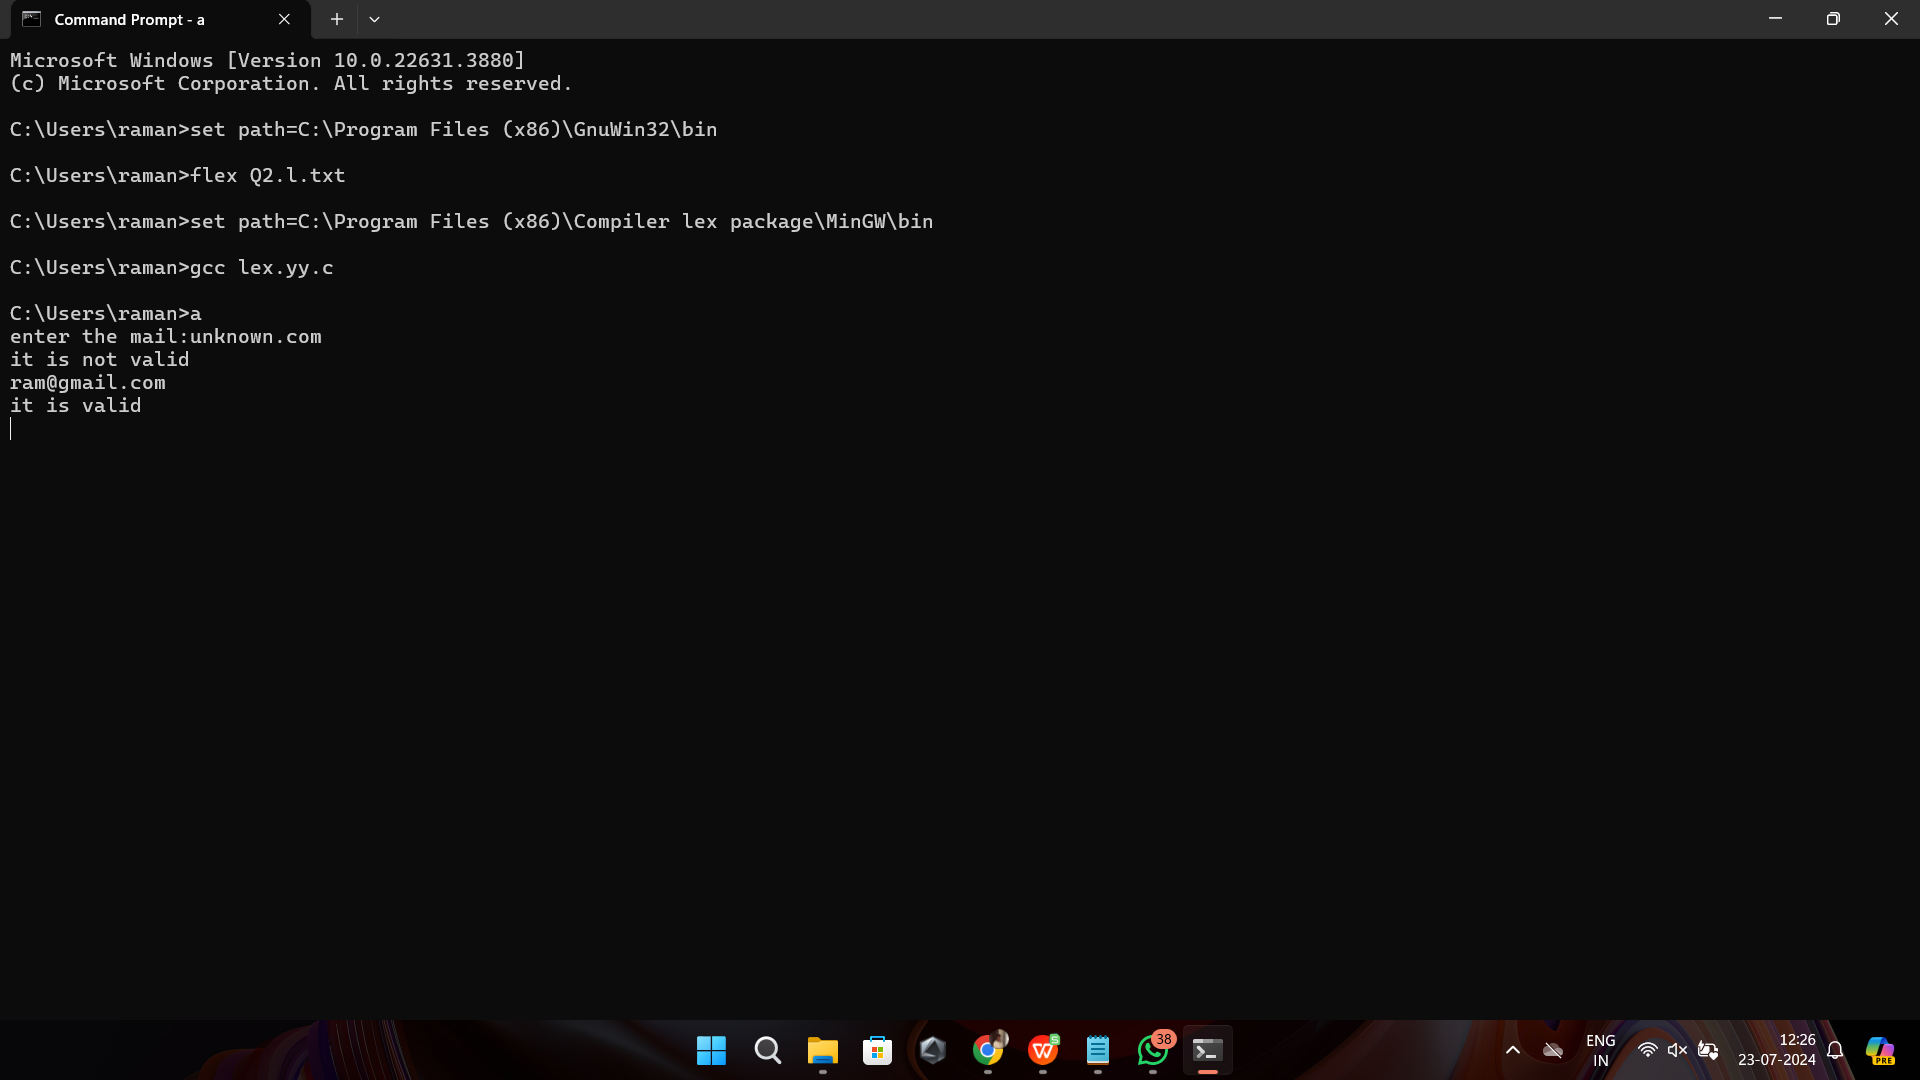 Command Prompt - a
Microsoft Windows [Version 10.0.22631.3880]
(c) Microsoft Corporation. All rights reserved.
C:\Users\raman>set path=C:\Program Files (x86)\GnuWin32\bin
C:\Users\raman>flex Q2.l.txt
C:\Users\raman>set path=C:\Program Files (x86)\Compiler lex package\MinGW\bin
C:\Users\raman>gcc lex.yy.c
C:\Users\raman>a
enter the mail:unknown.com
it is not valid
ram@gmail.com
it is valid
38
ENG
IN
12:26
23-07-2024
PRE